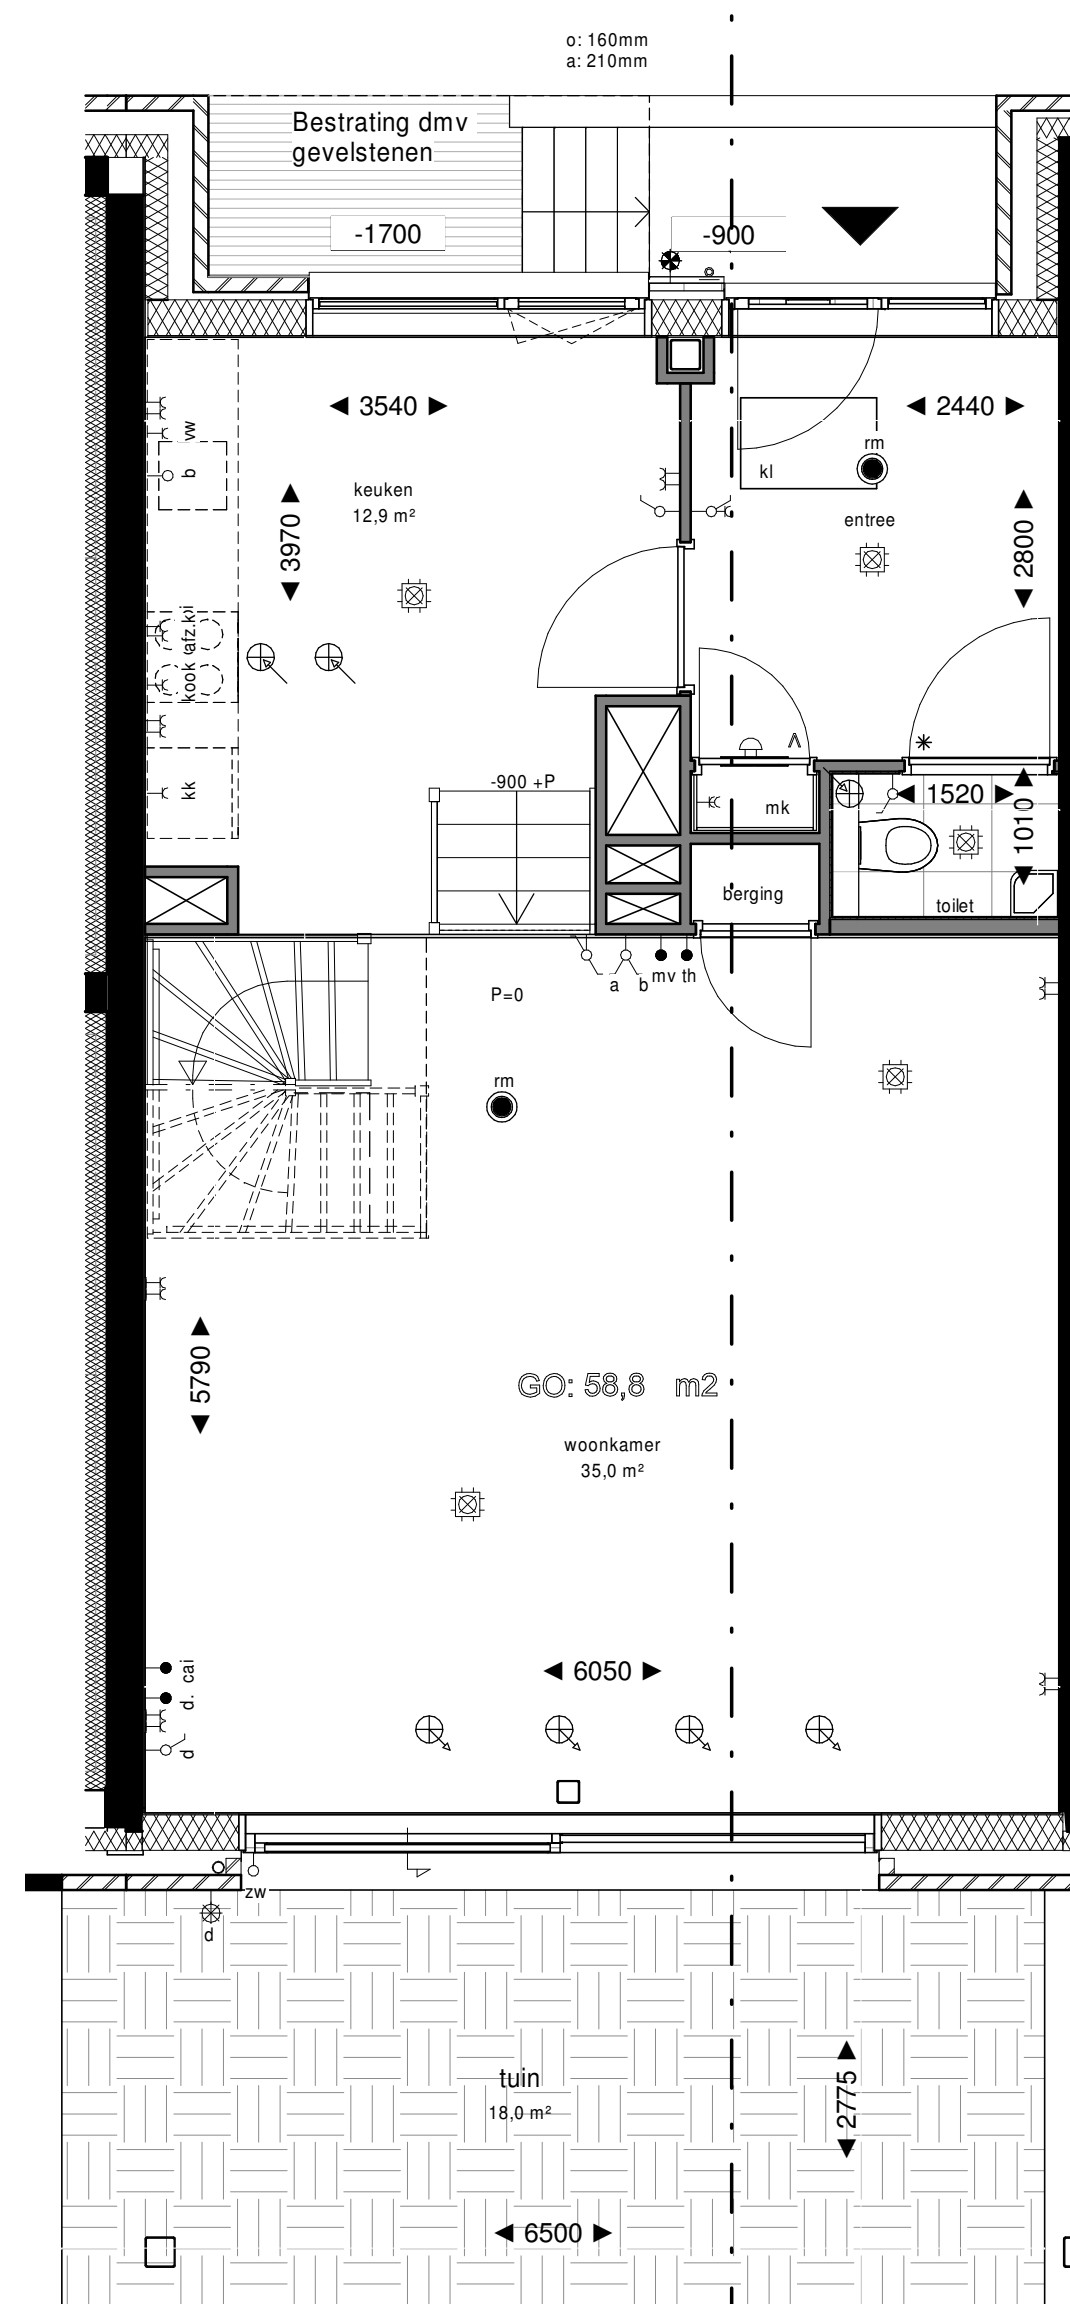 o: 160mm
a: 210mm
Bestrating dmv
gevelstenen
-1700
-900
3540
2440
vw
b
rm
kl
keuken
12,9 m²
entree
3970
2800
kook
kk
-900 +P
mk
1520
1010
berging
toilet
a
b
mv
th
P=0
rm
5790
GO: 58,8 m2
woonkamer
35,0 m²
cai
d.
d
6050
zw
d
tuin
18,0 m²
2775
6500